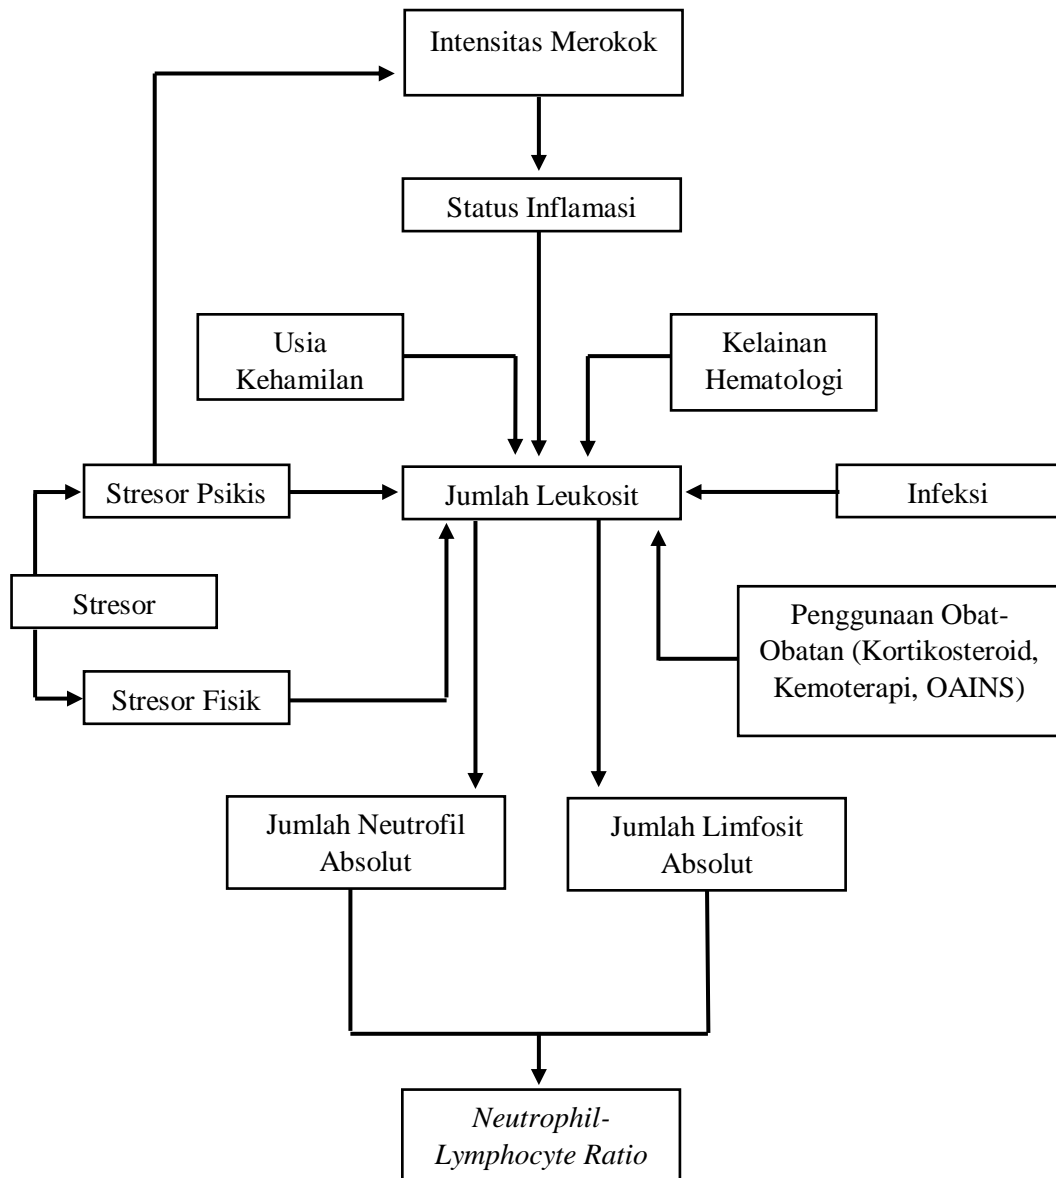 Intensitas Merokok
Status Inflamasi
Usia
Kehamilan
Kelainan
Hematologi
Stresor Psikis
Jumlah Leukosit
Infeksi
Stresor
Penggunaan Obat-
Obatan (Kortikosteroid,
Kemoterapi, OAINS)
Stresor Fisik
Jumlah Neutrofil
Absolut
Jumlah Limfosit
Absolut
Neutrophil-
Lymphocyte Ratio